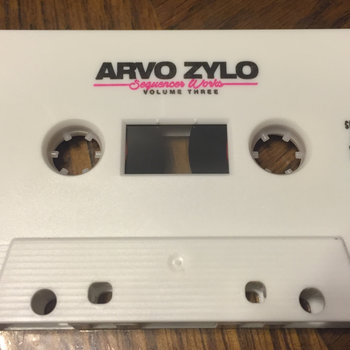 ARVO ZYLO
Sequencer Works
VOLUME THREE